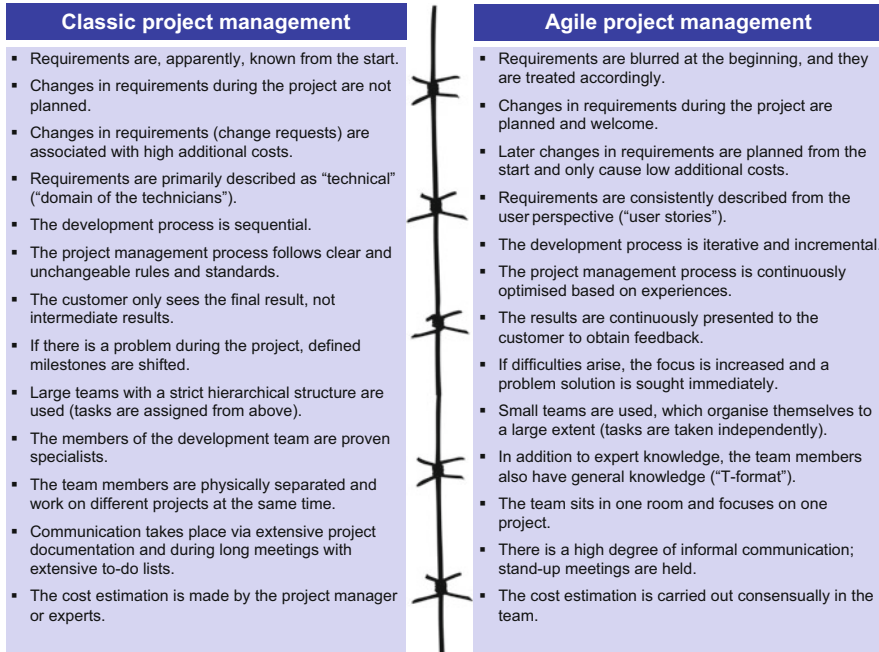 Classic project management
▪ Requirements are, apparently, known from the start.
▪ Changes in requirements during the project are not
planned.
▪ Changes in requirements (change requests) are
associated with high additional costs.
▪ Requirements are primarily described as “technical”
(“domain of the technicians”).
▪ The development process is sequential.
▪ The project management process follows clear and
unchangeable rules and standards.
▪ The customer only sees the final result, not
intermediate results.
▪ If there is a problem during the project, defined
milestones are shifted.
▪ Large teams with a strict hierarchical structure are
used (tasks are assigned from above).
▪ The members of the development team are proven
specialists.
▪ The team members are physically separated and
work on different projects at the same time.
▪ Communication takes place via extensive project
documentation and during long meetings with
extensive to-do lists.
▪ The cost estimation is made by the project manager
or experts.
Agile project management
▪ Requirements are blurred at the beginning, and they
are treated accordingly.
▪ Changes in requirements during the project are
planned and welcome.
▪ Later changes in requirements are planned from the
start and only cause low additional costs.
▪ Requirements are consistently described from the
user perspective (“user stories”).
▪ The development process is iterative and incremental.
▪ The project management process is continuously
optimised based on experiences.
▪ The results are continuously presented to the
customer to obtain feedback.
▪ If difficulties arise, the focus is increased and a
problem solution is sought immediately.
▪ Small teams are used, which organise themselves to
a large extent (tasks are taken independently).
▪ In addition to expert knowledge, the team members
also have general knowledge (“T-format”).
▪ The team sits in one room and focuses on one
project.
▪ There is a high degree of informal communication;
stand-up meetings are held.
▪ The cost estimation is carried out consensually in the
team.